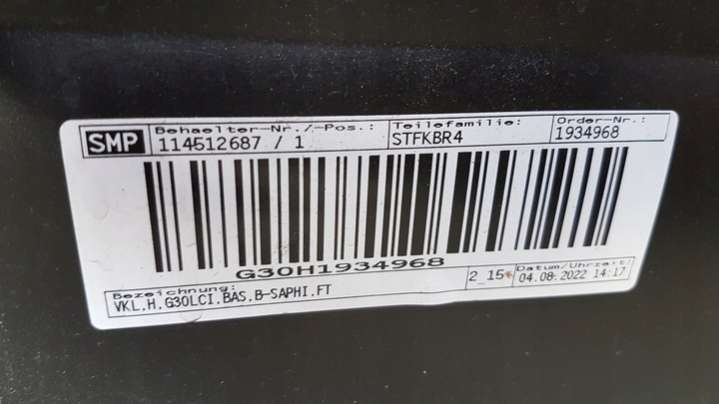 SMP
Behaelter-Nr./-Pos.:
114512687 / 1
Teilefamilie:
STFKBR4
Order-Nr.:
1934968
G30H1934968
Bezeichnung:
VKL.H.G30LCI.BAS.B-SAPHI.FT
2_15*
Datum/Uhrzeit:
04.08.2022 14:17